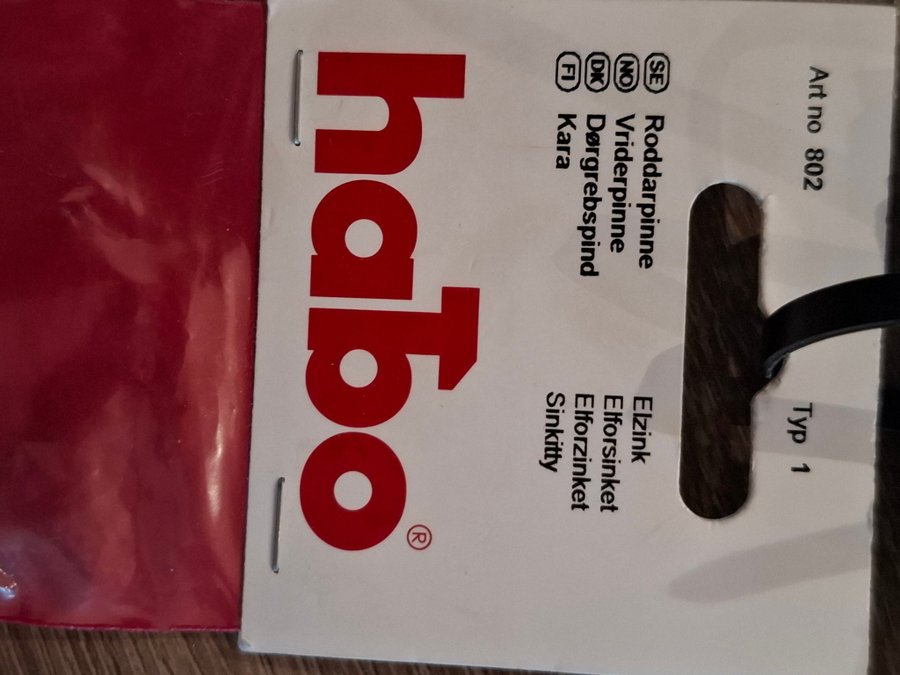 Art no 802 Typ 1
SE Roddarpinne Elzink
NO Vriderpinne Elforsinket
DK Dørgrebspind Elforzinket
FI Kara Sinkitty
habo®